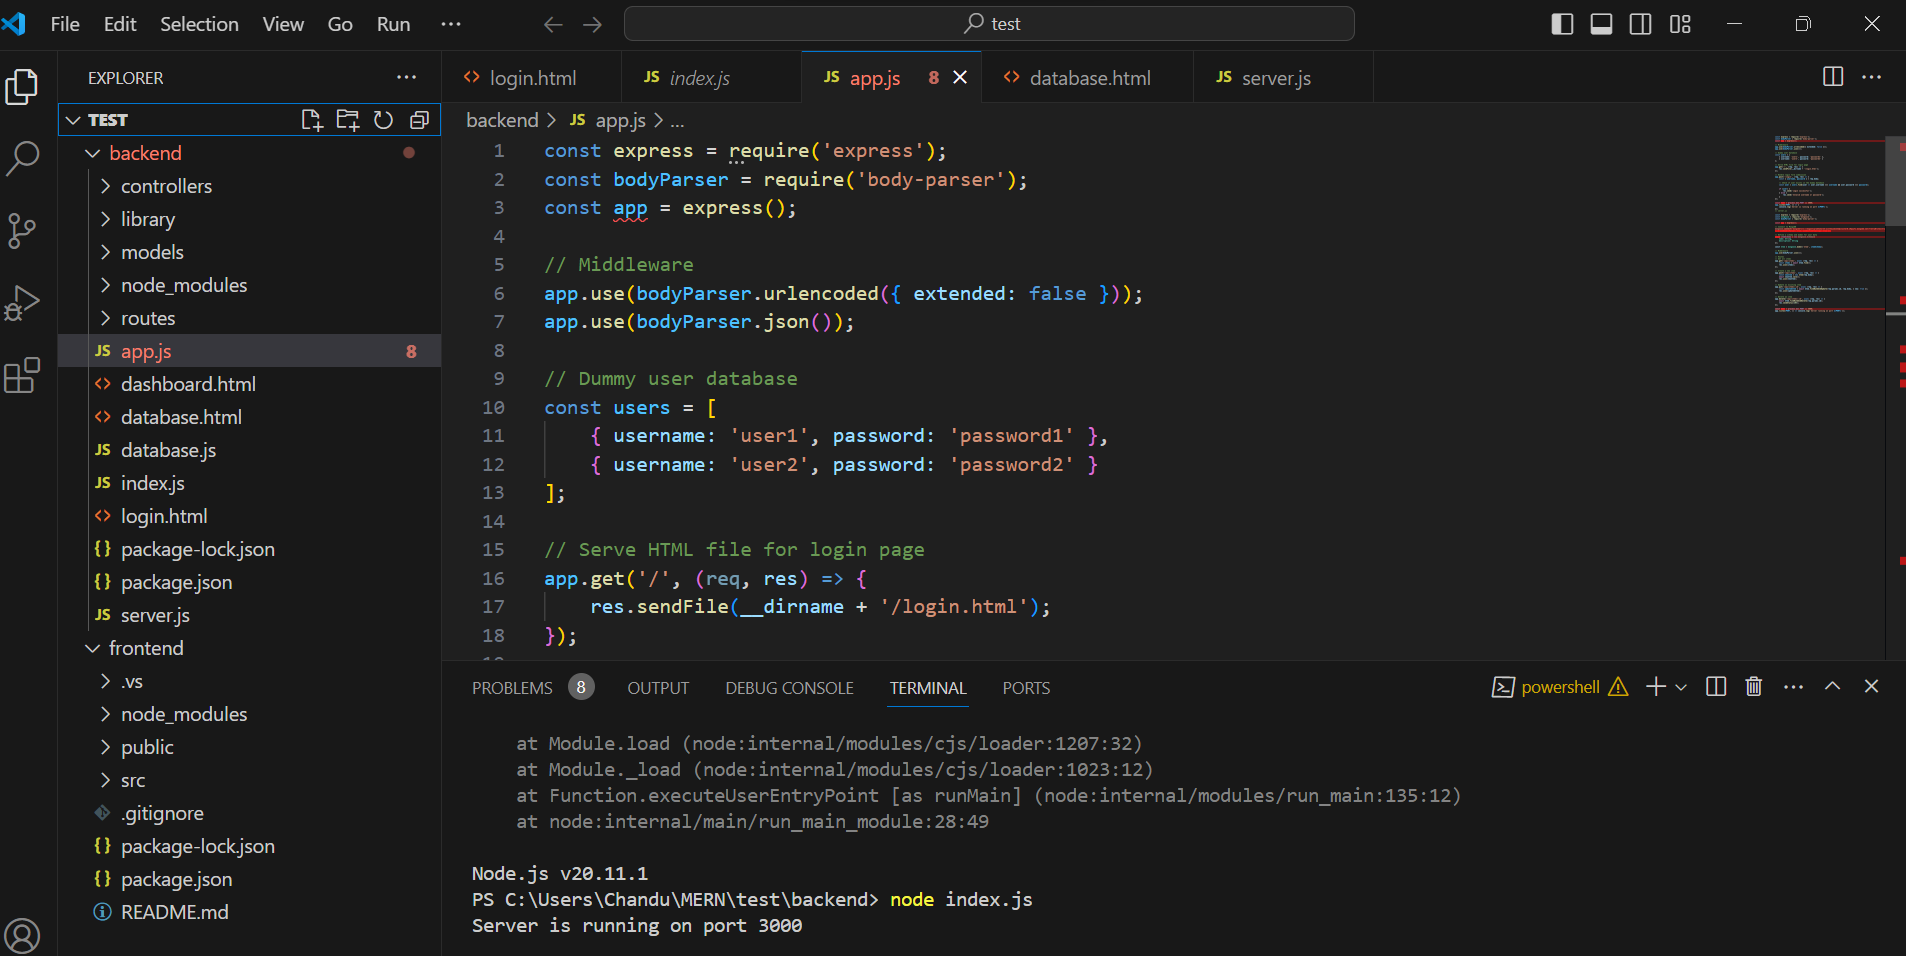 File Edit Selection View Go Run ···
test
EXPLORER ···
TEST
backend
controllers
library
models
node_modules
routes
JS app.js 8
<> dashboard.html
<> database.html
JS database.js
JS index.js
<> login.html
{} package-lock.json
{} package.json
JS server.js
frontend
.vs
node_modules
public
src
.gitignore
{} package-lock.json
{} package.json
README.md
<> login.html JS index.js JS app.js 8 <> database.html JS server.js
backend > JS app.js > ...
1 const express = require('express');
2 const bodyParser = require('body-parser');
3 const app = express();
4
5 // Middleware
6 app.use(bodyParser.urlencoded({ extended: false }));
7 app.use(bodyParser.json());
8
9 // Dummy user database
10 const users = [
11 { username: 'user1', password: 'password1' },
12 { username: 'user2', password: 'password2' }
13 ];
14
15 // Serve HTML file for login page
16 app.get('/', (req, res) => {
17 res.sendFile(__dirname + '/login.html');
18 });
PROBLEMS 8 OUTPUT DEBUG CONSOLE TERMINAL PORTS powershell
at Module.load (node:internal/modules/cjs/loader:1207:32)
at Module._load (node:internal/modules/cjs/loader:1023:12)
at Function.executeUserEntryPoint [as runMain] (node:internal/modules/run_main:135:12)
at node:internal/main/run_main_module:28:49
Node.js v20.11.1
PS C:\Users\Chandu\MERN\test\backend> node index.js
Server is running on port 3000